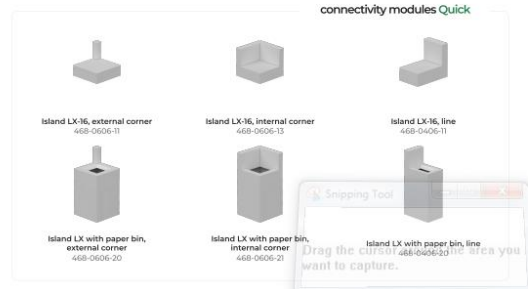 connectivity modules Quick
Island LX-16, external corner
468-0606-11
Island LX-16, internal corner
468-0606-13
Island LX-16, line
468-0406-11
Island LX with paper bin,
external corner
468-0606-20
Island LX with paper bin,
internal corner
468-0606-21
Island LX with paper bin, line
468-0406-20
Snipping Tool
Drag the cursor around the area you
want to capture.